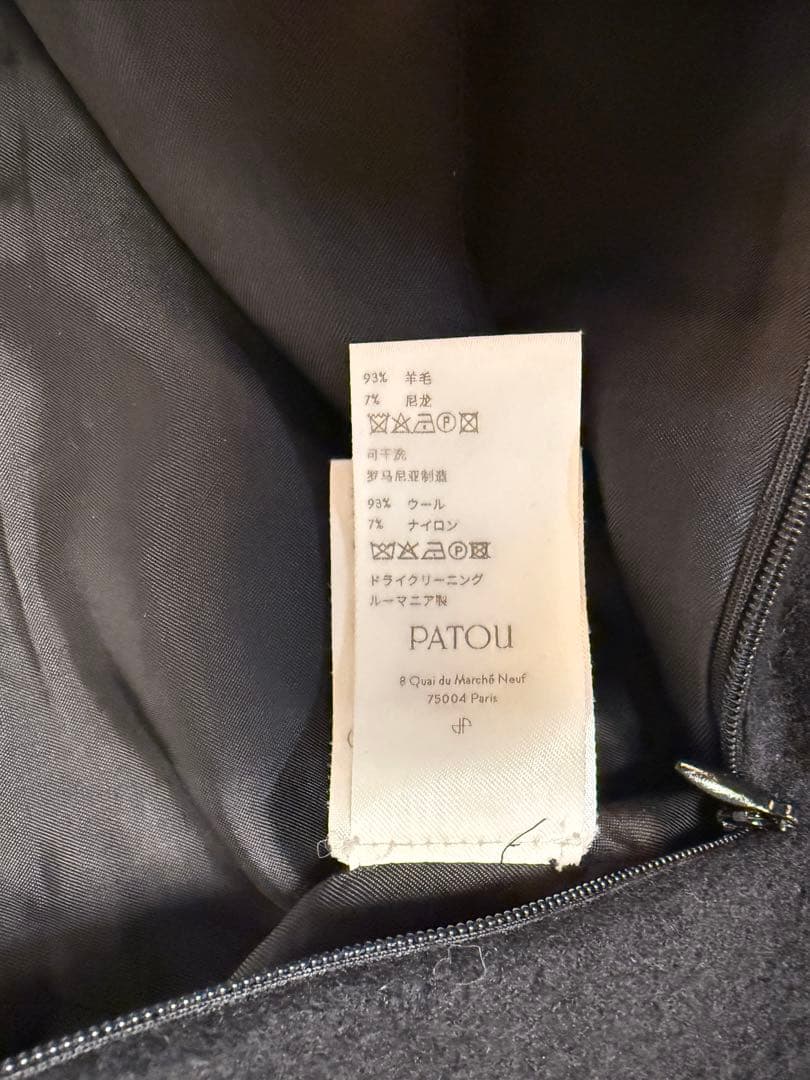 93% 羊毛
7% 尼龙
P
司干洗
罗马尼亚制造
93% ウール
7% ナイロン
P
ドライクリーニング
ルーマニア製
PATOU
8 Quai du Marché Neuf
75004 Paris
JP